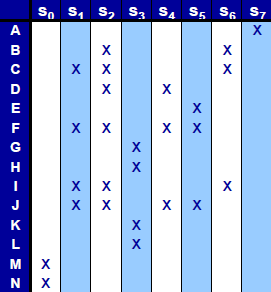 s0 s1 s2 s3 s4 s5 s6 s7
A X
B X X
C X X X
D X X
E X
F X X X X
G X
H X
I X X X
J X X X X
K X
L X
M X
N X